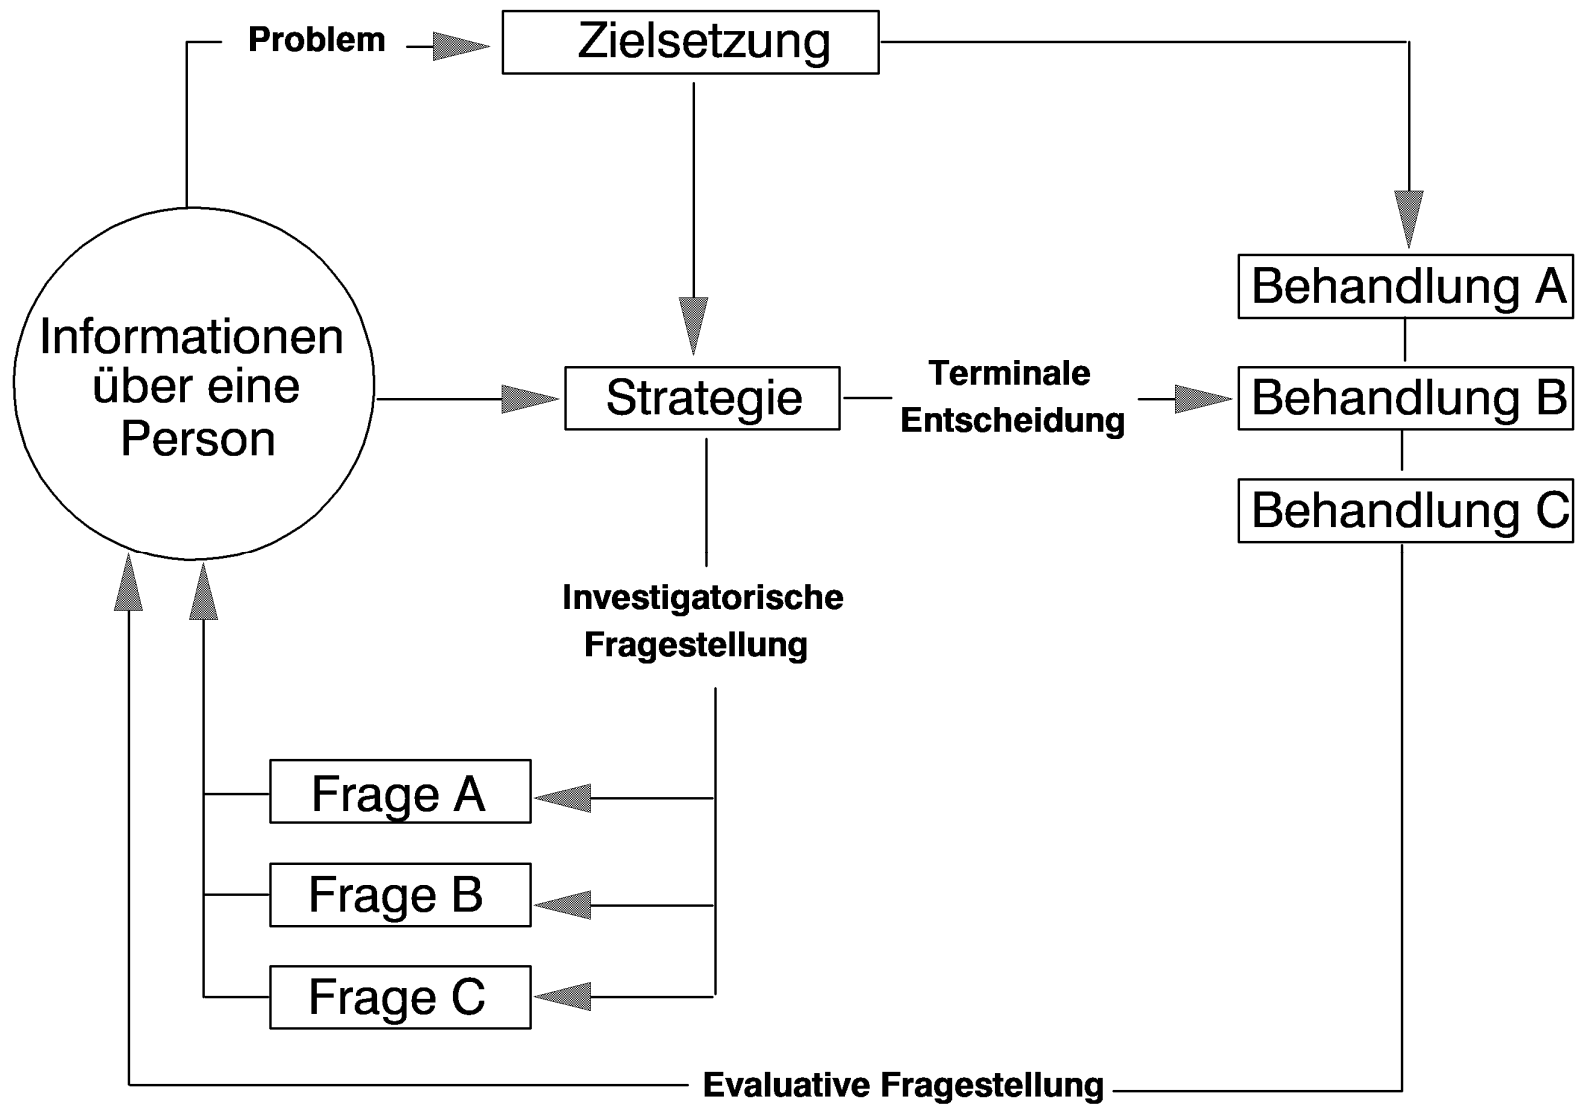 Problem
Zielsetzung
Informationen
über eine
Person
Strategie
Terminale
Entscheidung
Behandlung A
Behandlung B
Behandlung C
Investigatorische
Fragestellung
Frage A
Frage B
Frage C
Evaluative Fragestellung